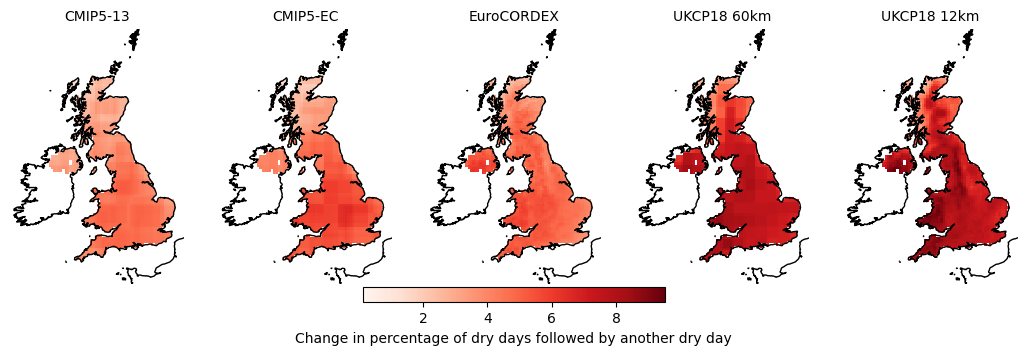 CMIP5-13 CMIP5-EC EuroCORDEX UKCP18 60km UKCP18 12km
2 4 6 8
Change in percentage of dry days followed by another dry day